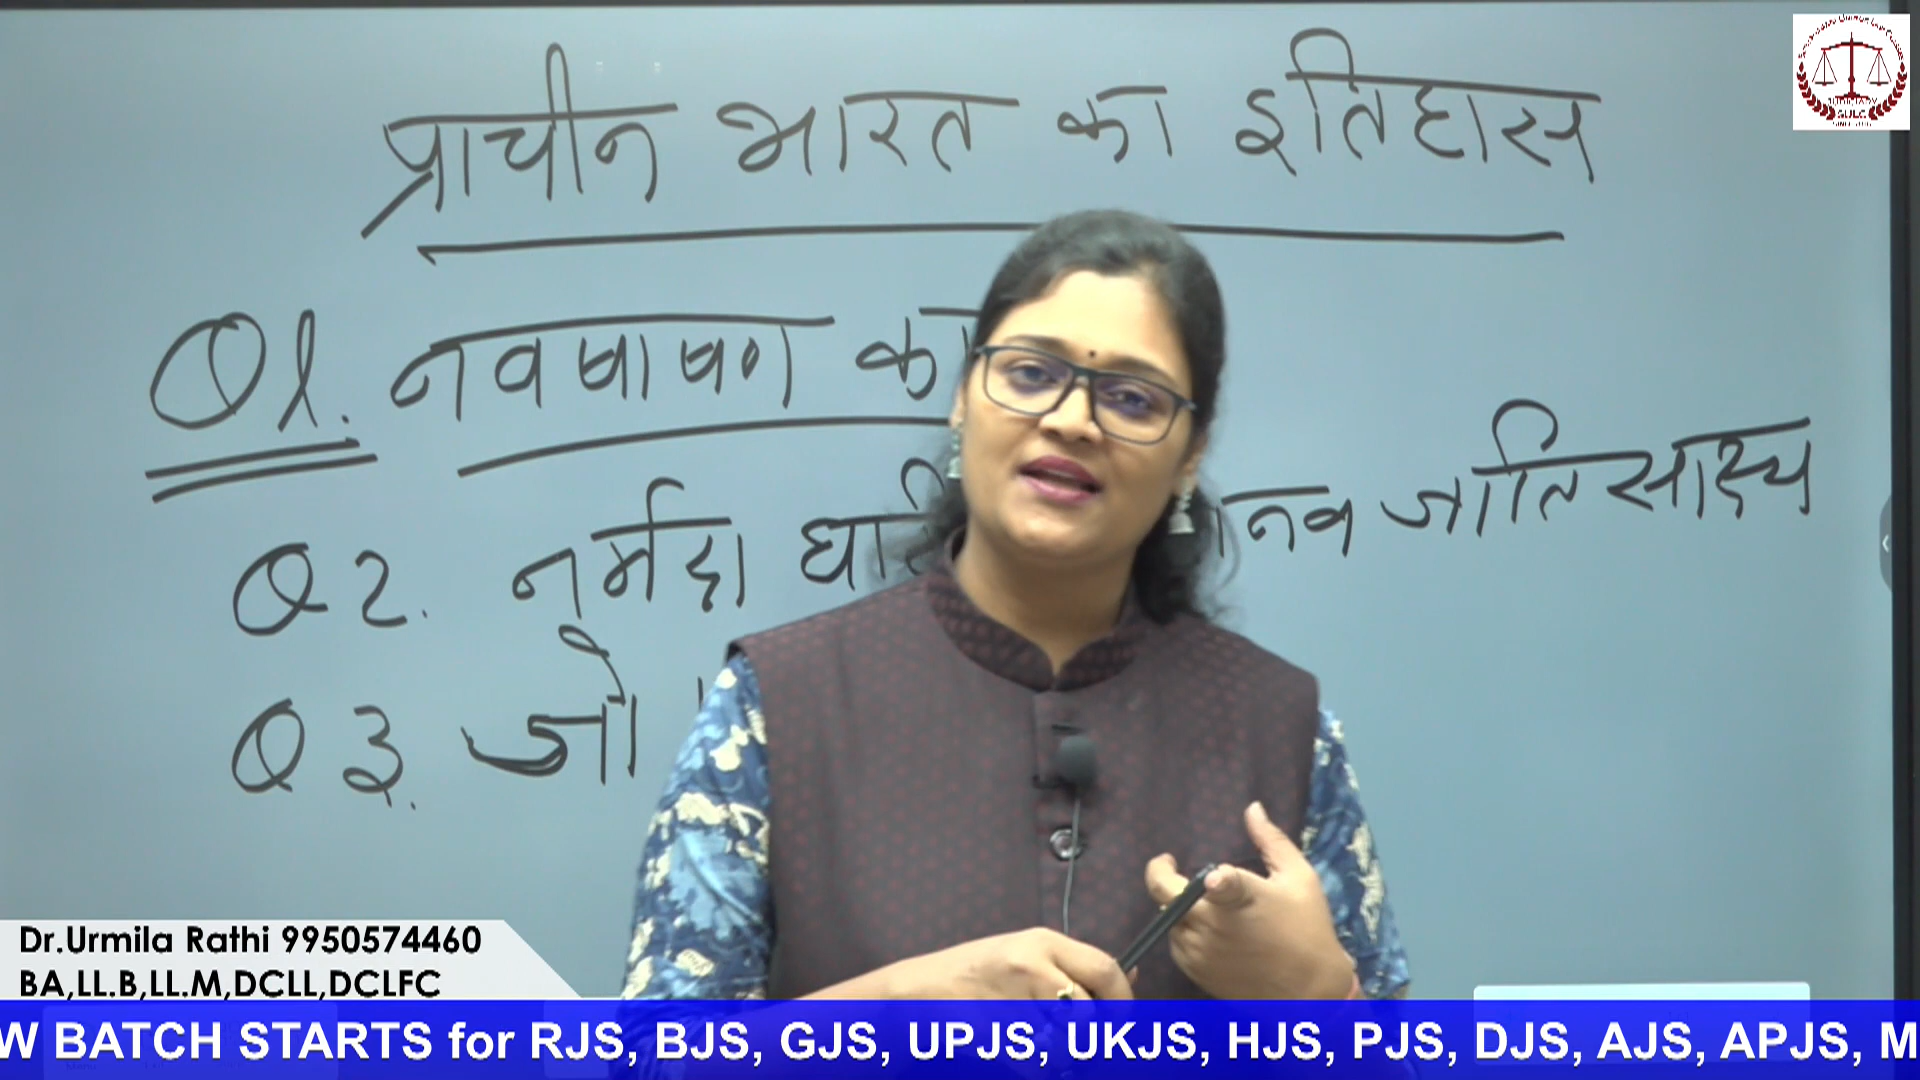 प्राचीन भारत का इतिहास
Q1. नवपाषण
Q2. नर्मदा जाति साक्ष्य
Q3. जो
Dr.Urmila Rathi 9950574460
BA,LL.B,LL.M,DCLL,DCLFC
BATCH STARTS for RJS, BJS, GJS, UPJS, UKJS, HJS, PJS, DJS, AJS, APJS,